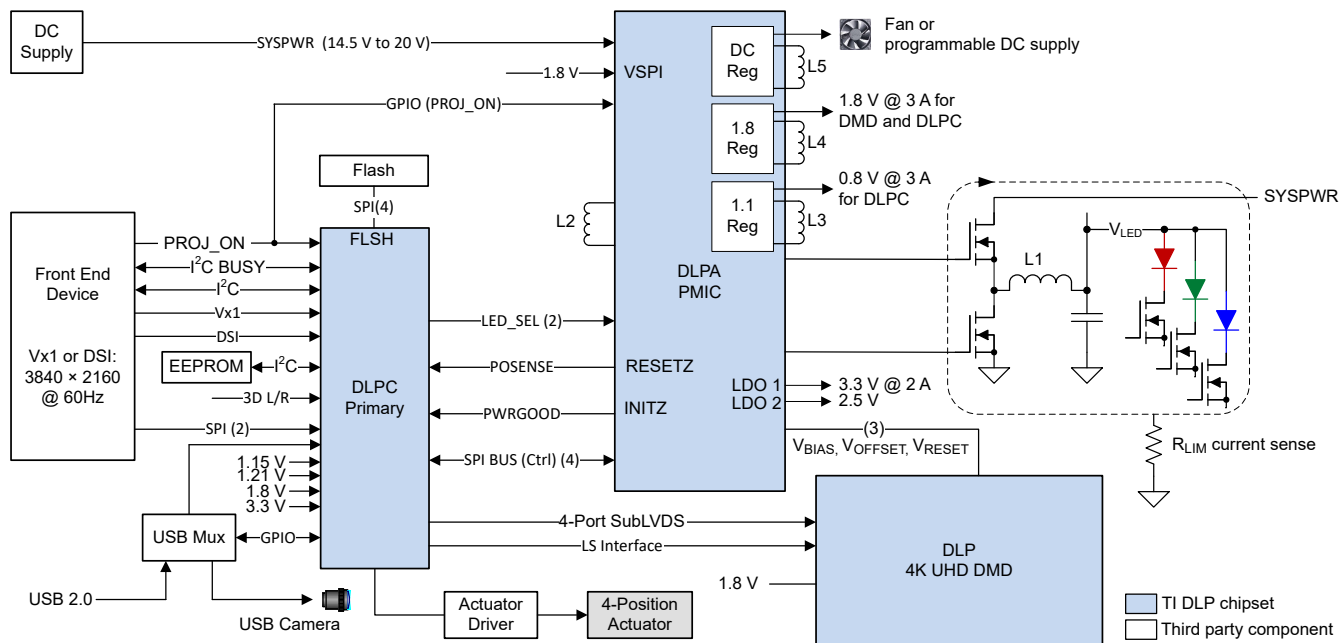 DC
Supply
SYSPWR (14.5 V to 20 V)
1.8 V
VSPI
GPIO (PROJ_ON)
DC
Reg
L5
Fan or
programmable DC supply
1.8
Reg
L4
1.8 V @ 3 A for
DMD and DLPC
1.1
Reg
L3
0.8 V @ 3 A
for DLPC
L2
DLPA
PMIC
SYSPWR
V_LED
L1
Flash
SPI(4)
FLSH
Front End
Device
Vx1 or DSI:
3840 × 2160
@ 60Hz
PROJ_ON
I²C BUSY
I²C
Vx1
DSI
EEPROM
I²C
3D L/R
SPI (2)
1.15 V
1.21 V
1.8 V
3.3 V
DLPC
Primary
LED_SEL (2)
POSENSE
RESETZ
PWRGOOD
INITZ
SPI BUS (Ctrl) (4)
LDO 1
3.3 V @ 2 A
LDO 2
2.5 V
(3)
V_BIAS, V_OFFSET, V_RESET
R_LIM current sense
USB Mux
GPIO
USB 2.0
USB Camera
4-Port SubLVDS
LS Interface
1.8 V
DLP
4K UHD DMD
Actuator
Driver
4-Position
Actuator
TI DLP chipset
Third party component